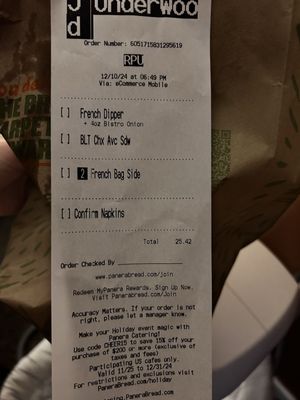 J Underwoo
d
Order Number: 6051715831295619
RPU
12/10/24 at 06:49 PM
Via: eCommerce Mobile
[ ] French Dipper
+ 4oz Bistro Onion
[ ] BLT Chx Avc Sdw
[ ] 2 French Bag Side
[ ] Confirm Napkins
Total 25.42
Order Checked By
www.panerabread.com/join
Redeem MyPanera Rewards. Sign Up Now.
Visit Panerabread.com/Join
Accuracy Matters. If your order is not
right, please let a manager know.
Make your Holiday event magic with
Panera Catering!
Use code CHEER15 to save 15% off your
purchase of $200 or more (exclusive of
taxes and fees)
Participating US cafes only.
Valid 11/25 to 12/31/24
For restrictions and exclusions visit
PaneraBread.com/holiday
.PaneraBread.com